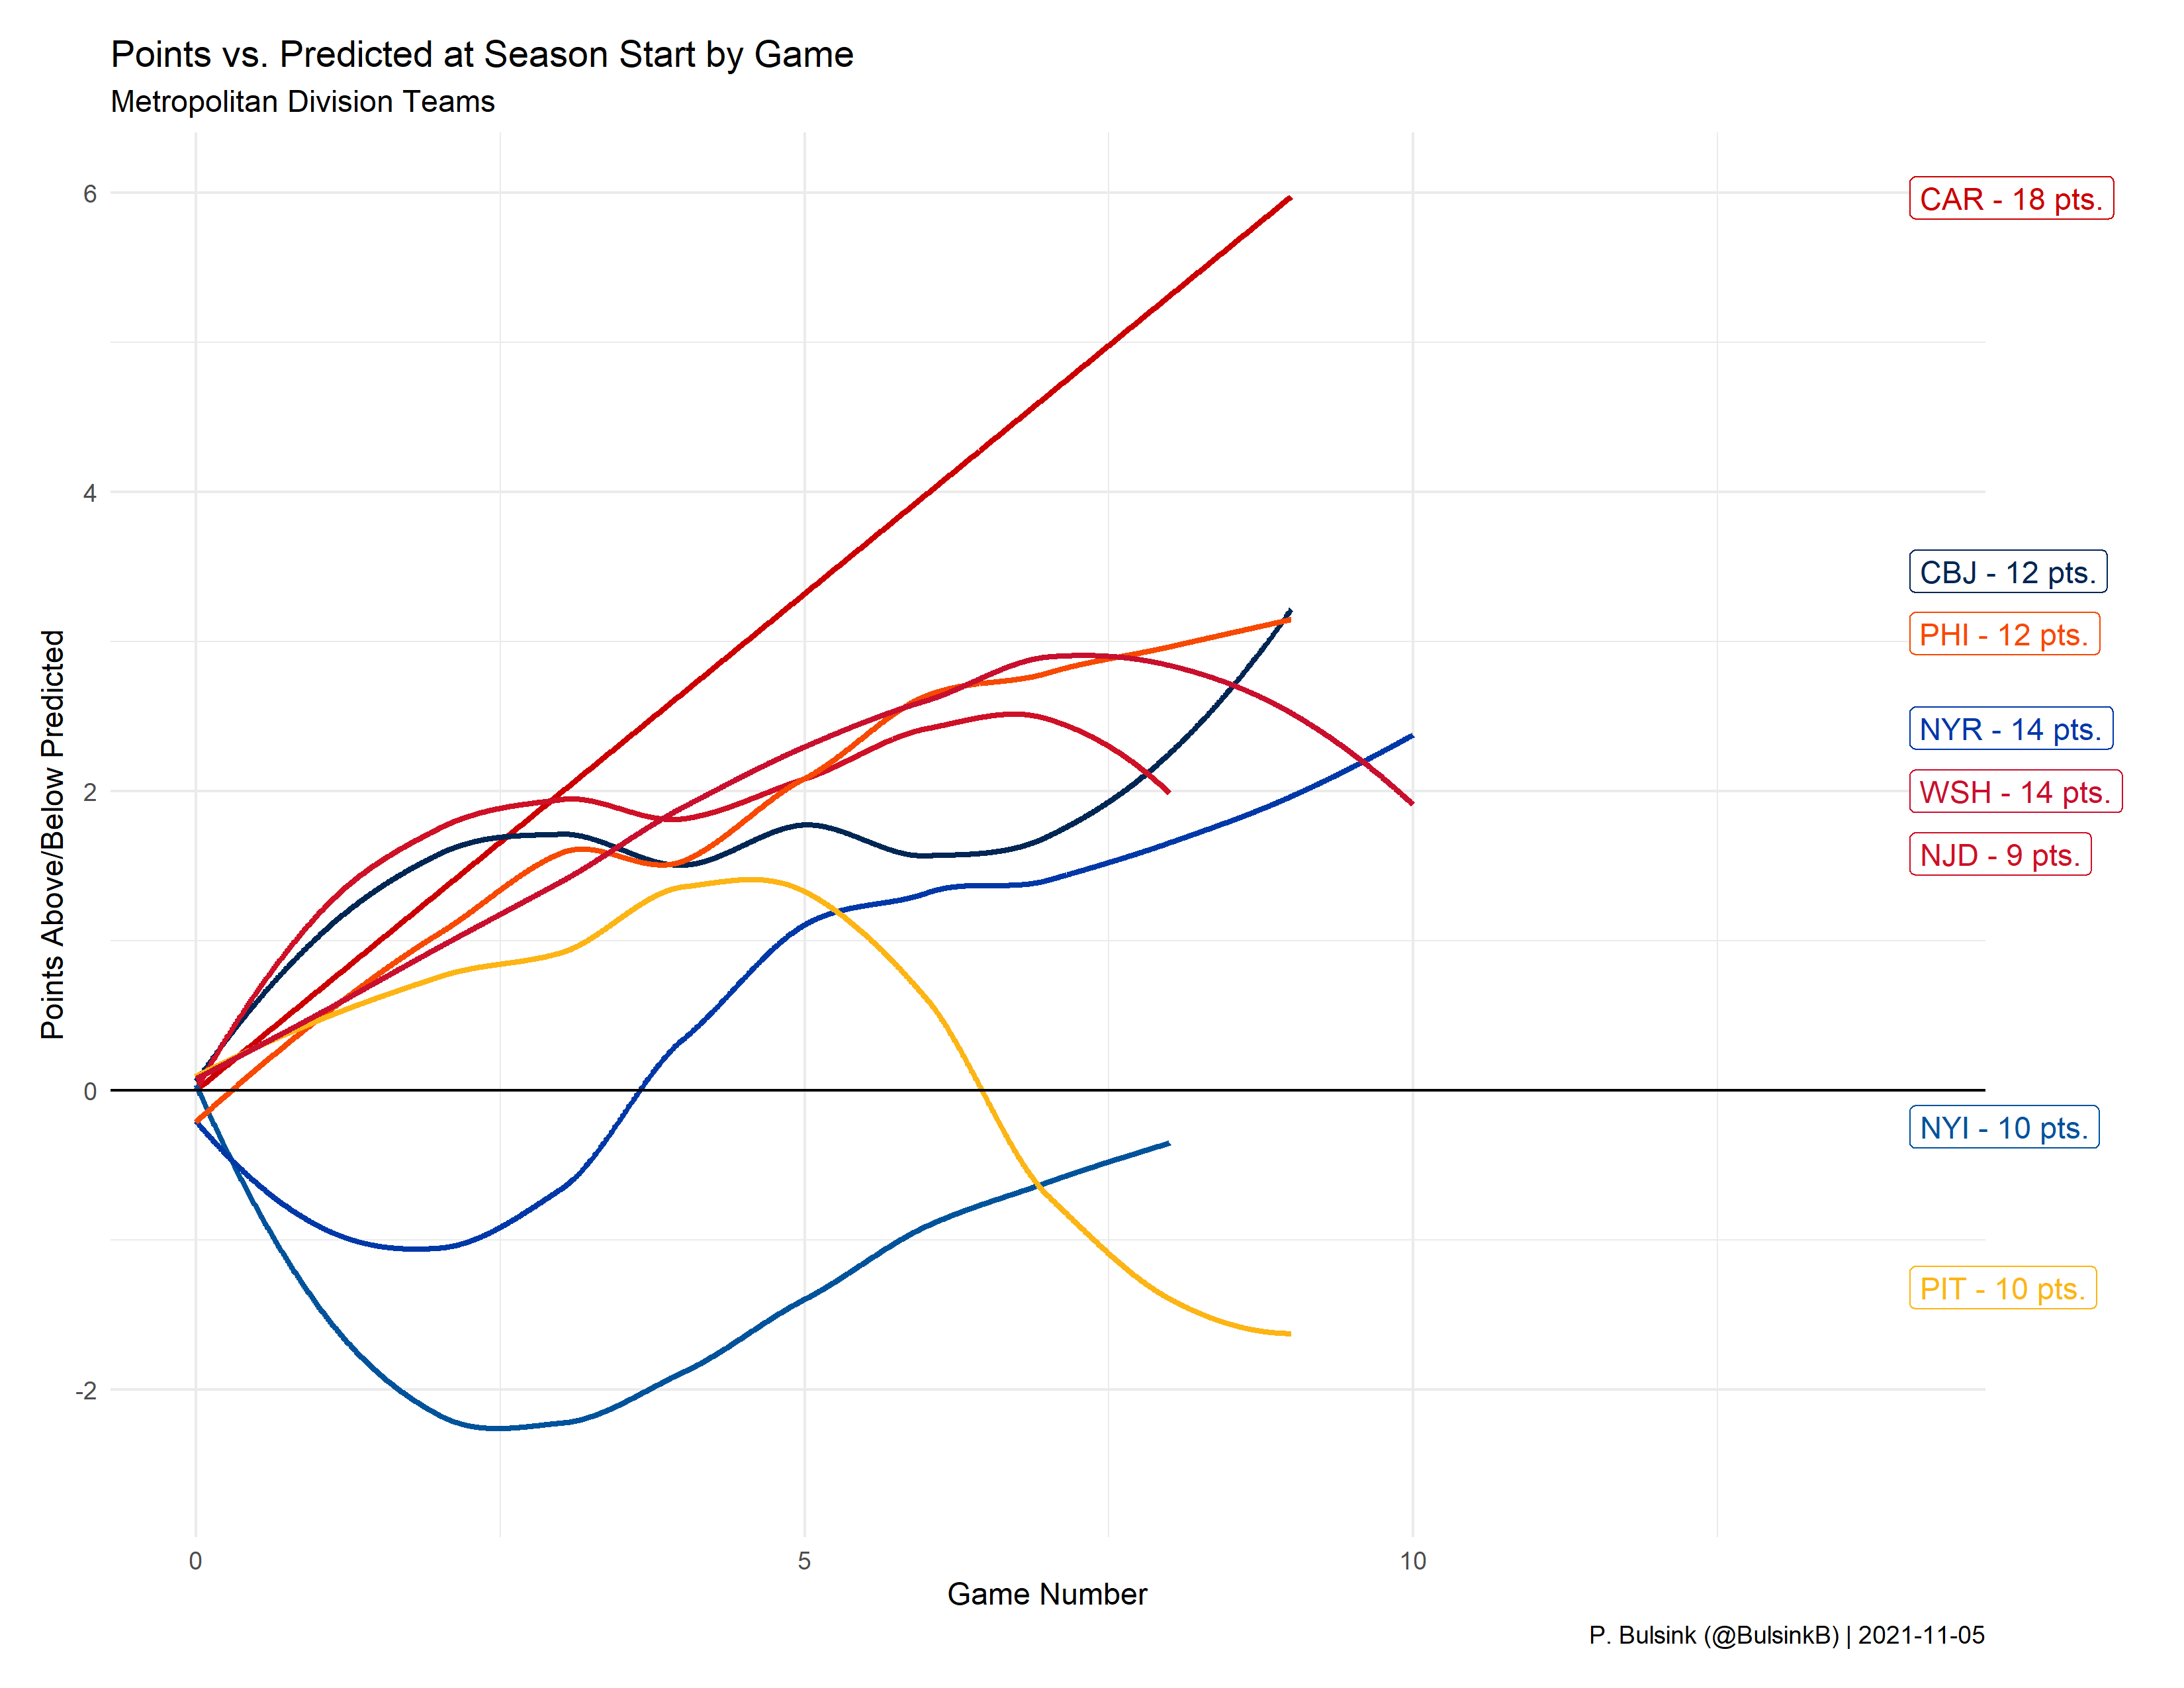 Points vs. Predicted at Season Start by Game
Metropolitan Division Teams
Points Above/Below Predicted
6
4
2
0
-2
CAR - 18 pts.
CBJ - 12 pts.
PHI - 12 pts.
NYR - 14 pts.
WSH - 14 pts.
NJD - 9 pts.
NYI - 10 pts.
PIT - 10 pts.
0
5
10
Game Number
P. Bulsink (@BulsinkB) | 2021-11-05